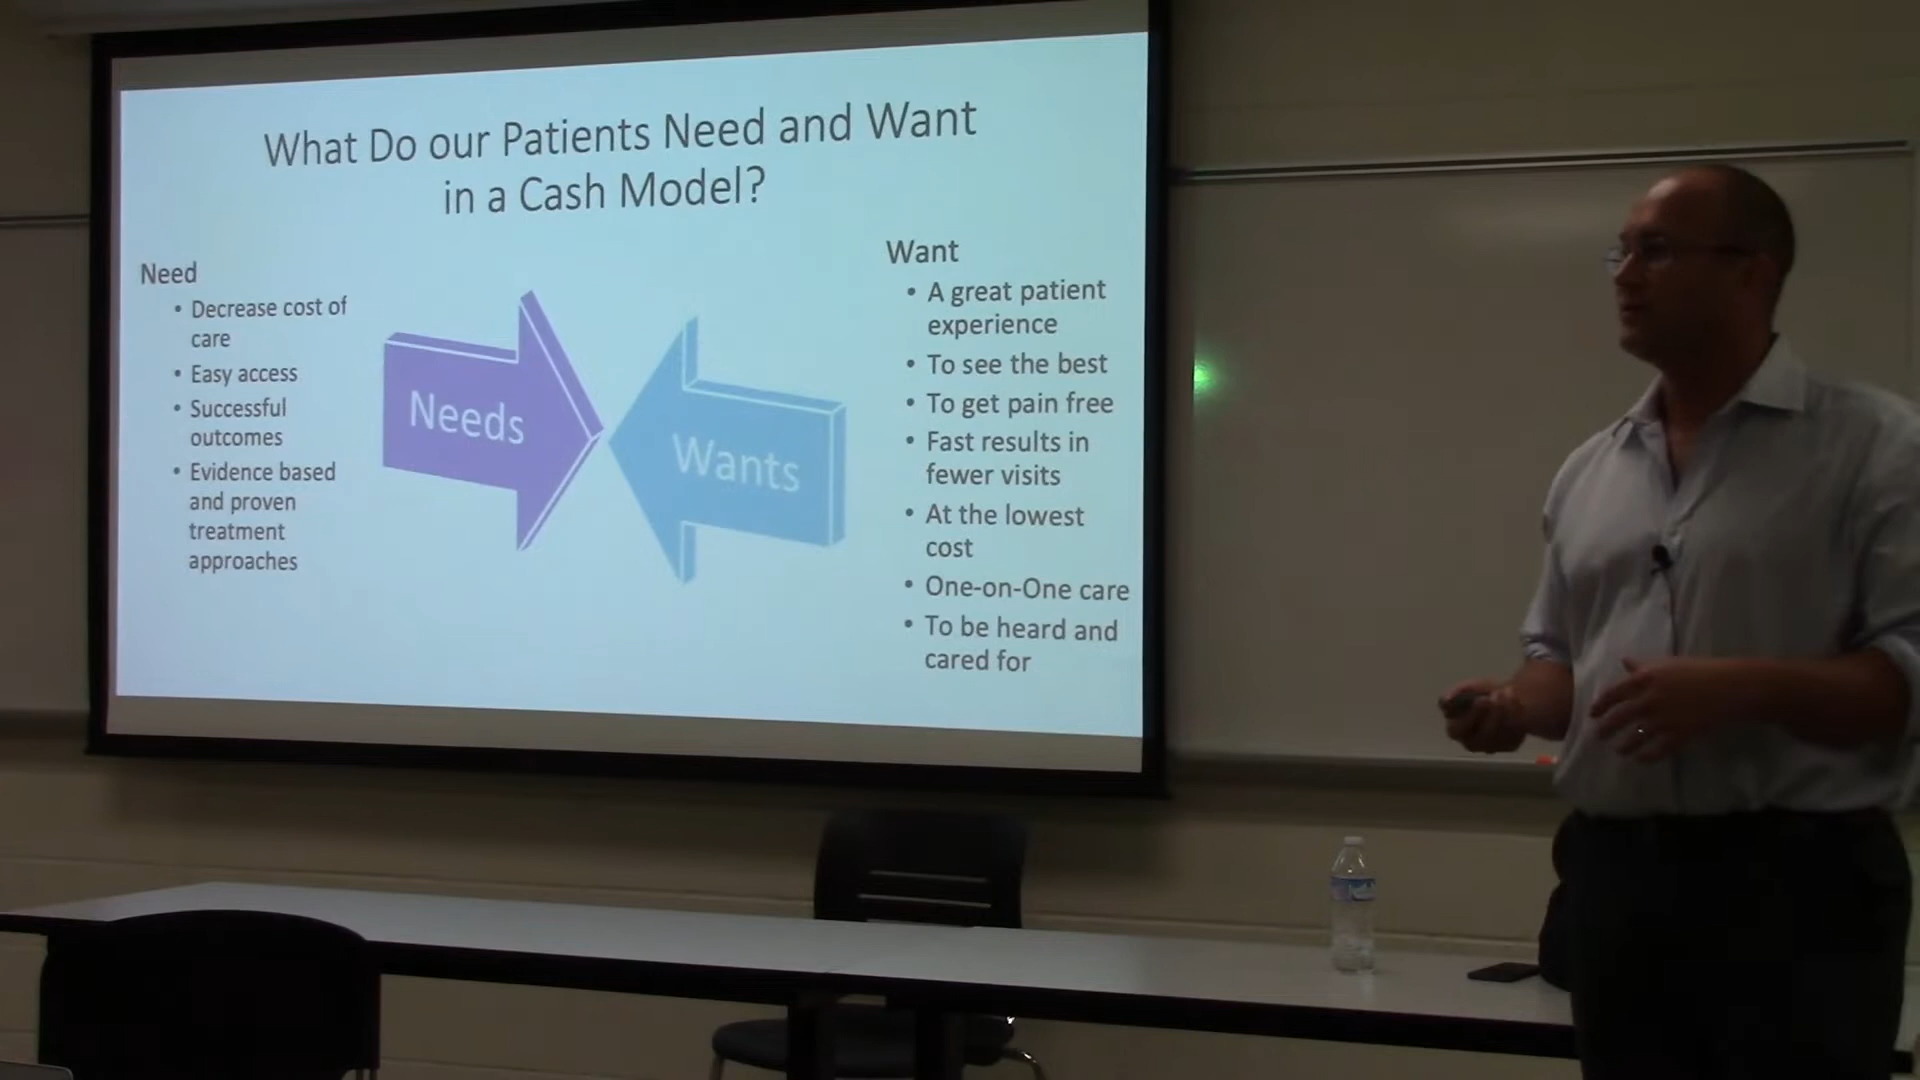 What Do our Patients Need and Want
in a Cash Model?
Need
• Decrease cost of
care
• Easy access
• Successful
outcomes
• Evidence based
and proven
treatment
approaches
Needs
Wants
Want
• A great patient
experience
• To see the best
• To get pain free
• Fast results in
fewer visits
• At the lowest
cost
• One-on-One care
• To be heard and
cared for